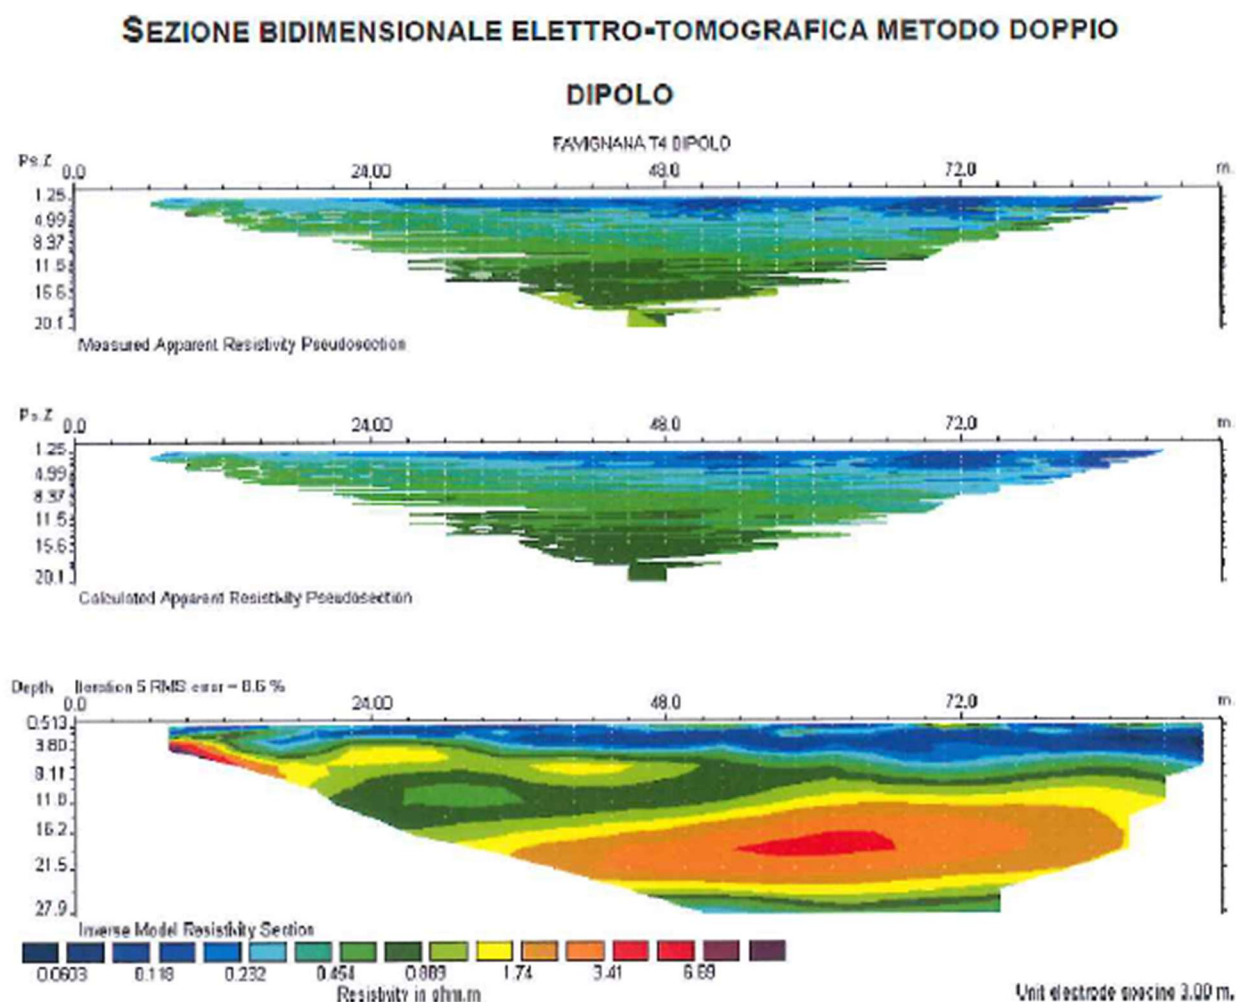 SEZIONE BIDIMENSIONALE ELETTRO-TOMOGRAFICA METODO DOPPIO
DIPOLO
FAVIGNANA T4 DIPOLO
Ps.Z 0.0 24.00 48.0 72.0 m.
1.25
4.99
8.37
11.5
15.6
20.1
Measured Apparent Resistivity Pseudosection
Ps.Z 0.0 24.00 48.0 72.0 m.
1.25
4.99
8.37
11.5
15.6
20.1
Calculated Apparent Resistivity Pseudosection
Depth Iteration 5 RMS error = 8.6 %
0.0 24.00 48.0 72.0 m.
0.513
3.80
11.8
16.2
21.5
27.9
Inverse Model Resistivity Section
0.0603 0.119 0.232 0.454 0.889 1.74 3.41 6.69
Resistivity in ohm.m
Unit electrode spacing 3.00 m.